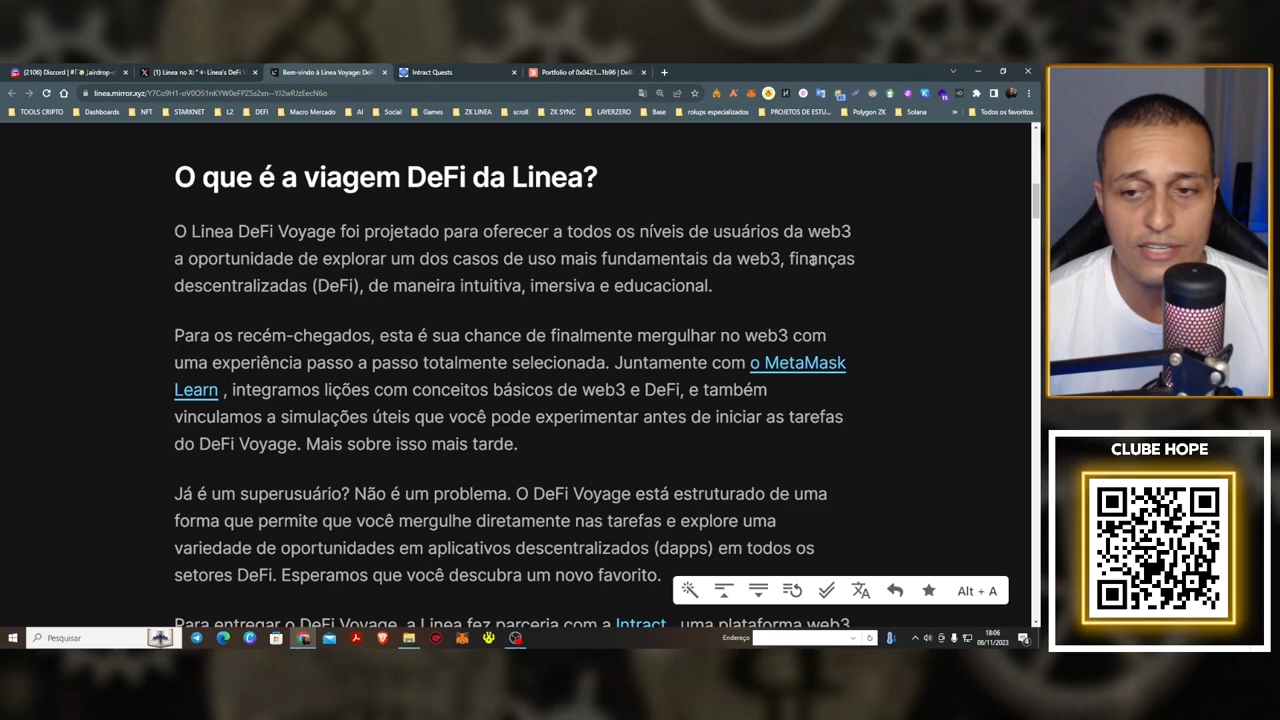 (2106) Discord |
(1) Linea no X: "
Linea's DeFi V
Bem-vindo à Linea Voyage: DeF
Intract Quests
Portfolio of 0x0421...1b96 | DeBa
linea.mirror.xyz
TOOLS CRIPTO
Dashboards
NFT
STARKNET
L2
DEFI
Macro Mercado
AI
Social
Games
ZK LINEA
scroll
ZK SYNC
LAYERZERO
Base
rollups especializados
PROJETOS DE ESTU...
Polygon ZK
Solana
»
Todos os favoritos
O que é a viagem DeFi da Linea?
O Linea DeFi Voyage foi projetado para oferecer a todos os níveis de usuários da web3
a oportunidade de explorar um dos casos de uso mais fundamentais da web3, finanças
descentralizadas (DeFi), de maneira intuitiva, imersiva e educacional.
Para os recém-chegados, esta é sua chance de finalmente mergulhar no web3 com
uma experiência passo a passo totalmente selecionada. Juntamente com o MetaMask
Learn , integramos lições com conceitos básicos de web3 e DeFi, e também
vinculamos a simulações úteis que você pode experimentar antes de iniciar as tarefas
do DeFi Voyage. Mais sobre isso mais tarde.
Já é um superusuário? Não é um problema. O DeFi Voyage está estruturado de uma
forma que permite que você mergulhe diretamente nas tarefas e explore uma
variedade de oportunidades em aplicativos descentralizados (dapps) em todos os
setores DeFi. Esperamos que você descubra um novo favorito.
Alt + A
Para entregar o DeFi Voyage, a Linea fez parceria com a Intract , uma plataforma web3
Pesquisar
Endereço
18:06
08/11/2023
CLUBE HOPE